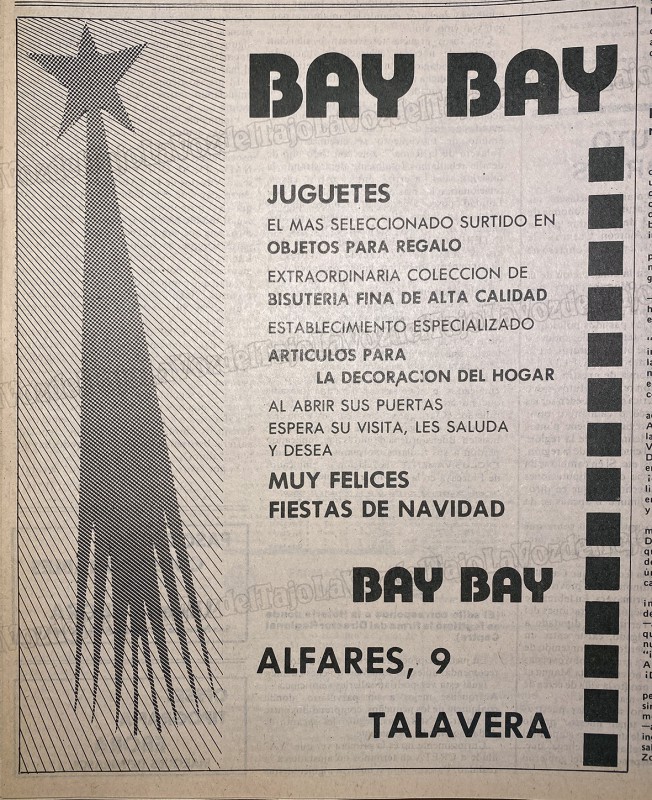 BAY BAY
JUGUETES
EL MAS SELECCIONADO SURTIDO EN
OBJETOS PARA REGALO
EXTRAORDINARIA COLECCION DE
BISUTERIA FINA DE ALTA CALIDAD
ESTABLECIMIENTO ESPECIALIZADO
ARTICULOS PARA
LA DECORACION DEL HOGAR
AL ABRIR SUS PUERTAS
ESPERA SU VISITA, LES SALUDA
Y DESEA
MUY FELICES
FIESTAS DE NAVIDAD
BAY BAY
ALFARES, 9
TALAVERA